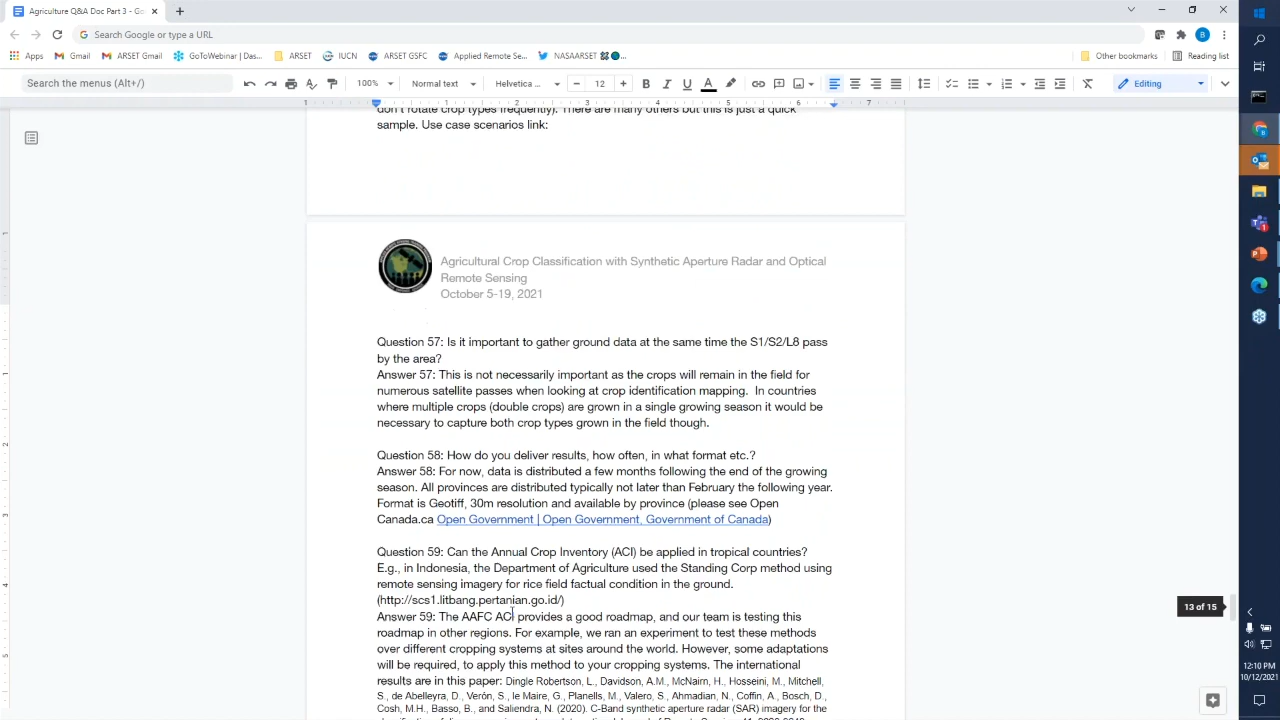 Agriculture Q&A Doc Part 3 - Go
Search Google or type a URL
B
Apps
Gmail
ARSET Gmail
GoToWebinar | Das...
ARSET
IUCN
ARSET GSFC
Applied Remote Se...
NASAARSET
Other bookmarks
Reading list
Search the menus (Alt+/)
100%
Normal text
Helvetica ...
12
B I U A
Editing
1 2 3 4 5 6 7
don't rotate crop types frequently). There are many others but this is just a quick
sample. Use case scenarios link:
Agricultural Crop Classification with Synthetic Aperture Radar and Optical
Remote Sensing
October 5-19, 2021
Question 57: Is it important to gather ground data at the same time the S1/S2/L8 pass
by the area?
Answer 57: This is not necessarily important as the crops will remain in the field for
numerous satellite passes when looking at crop identification mapping.  In countries
where multiple crops (double crops) are grown in a single growing season it would be
necessary to capture both crop types grown in the field though.
Question 58: How do you deliver results, how often, in what format etc.?
Answer 58: For now, data is distributed a few months following the end of the growing
season. All provinces are distributed typically not later than February the following year.
Format is Geotiff, 30m resolution and available by province (please see Open
Canada.ca Open Government | Open Government, Government of Canada)
Question 59: Can the Annual Crop Inventory (ACI) be applied in tropical countries?
E.g., in Indonesia, the Department of Agriculture used the Standing Corp method using
remote sensing imagery for rice field factual condition in the ground.
(http://scs1.litbang.pertanian.go.id/)
Answer 59: The AAFC ACI provides a good roadmap, and our team is testing this
roadmap in other regions. For example, we ran an experiment to test these methods
over different cropping systems at sites around the world. However, some adaptations
will be required, to apply this method to your cropping systems. The international
results are in this paper: Dingle Robertson, L., Davidson, A.M., McNairn, H., Hosseini, M., Mitchell,
S., de Abelleyra, D., Verón, S., le Maire, G., Planells, M., Valero, S., Ahmadian, N., Coffin, A., Bosch, D.,
Cosh, M.H., Basso, B., and Saliendra, N. (2020). C-Band synthetic aperture radar (SAR) imagery for the
13 of 15
12:10 PM
10/12/2021